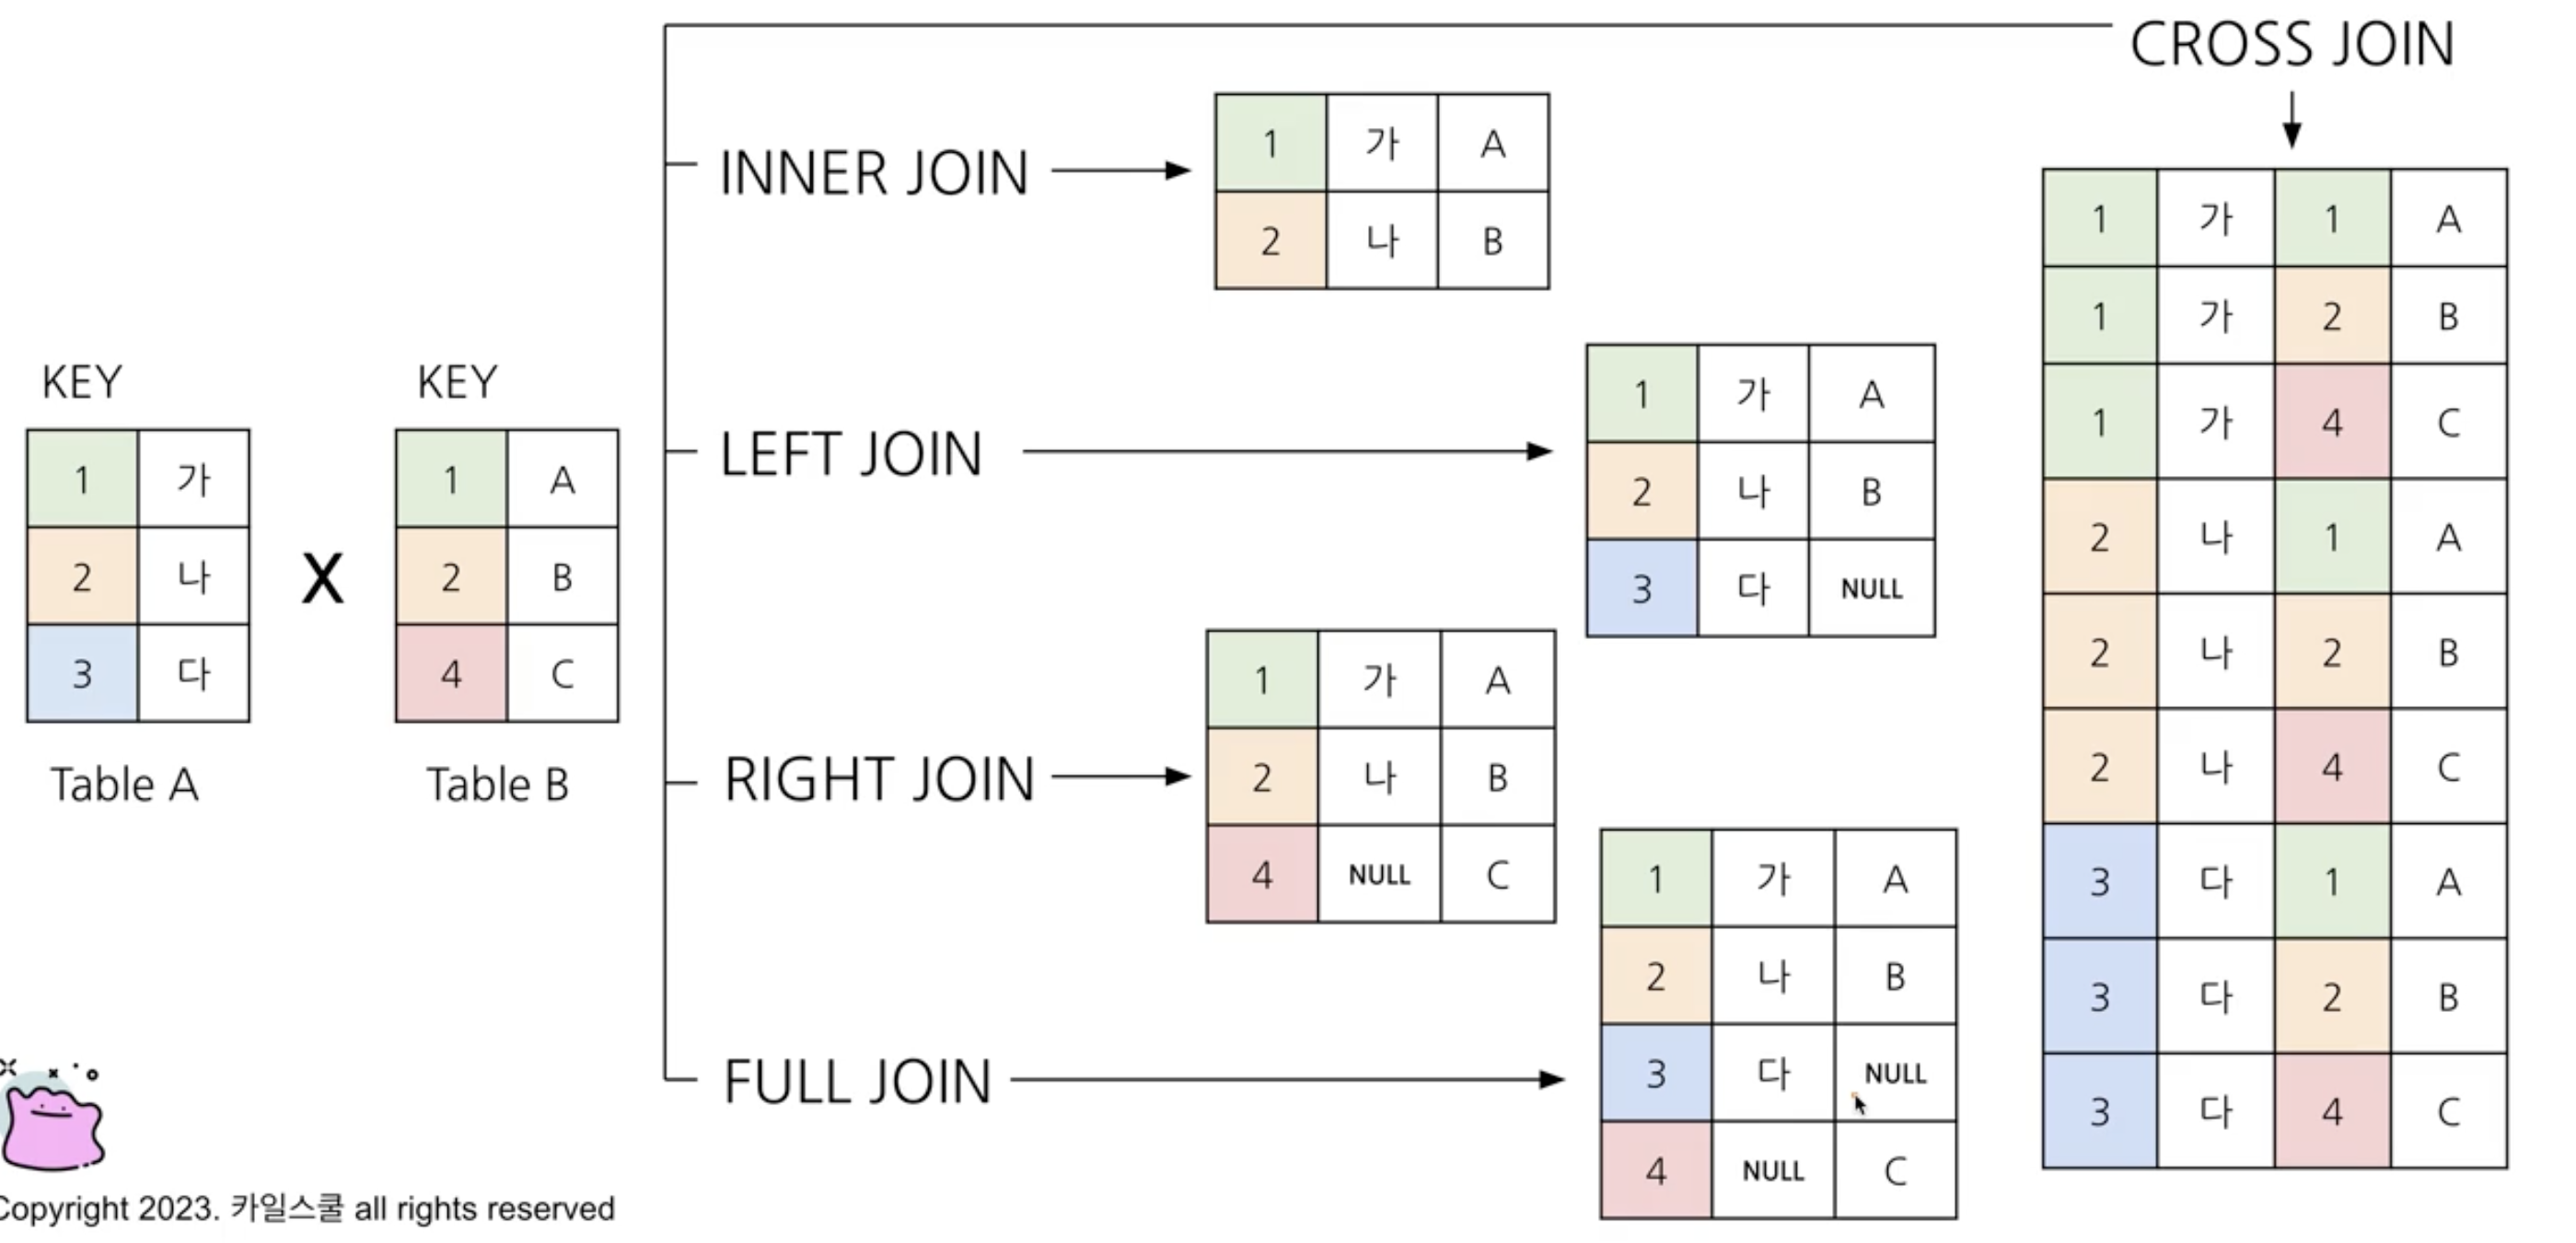 CROSS JOIN
INNER JOIN
1 가 A
2 나 B
LEFT JOIN
1 가 A
2 나 B
3 다 NULL
RIGHT JOIN
1 가 A
2 나 B
4 NULL C
FULL JOIN
1 가 A
2 나 B
3 다 NULL
4 NULL C
KEY
1 가
2 나
3 다
Table A
X
KEY
1 A
2 B
4 C
Table B
1 가 1 A
1 가 2 B
1 가 4 C
2 나 1 A
2 나 2 B
2 나 4 C
3 다 1 A
3 다 2 B
3 다 4 C
Copyright 2023. 카일스쿨 all rights reserved